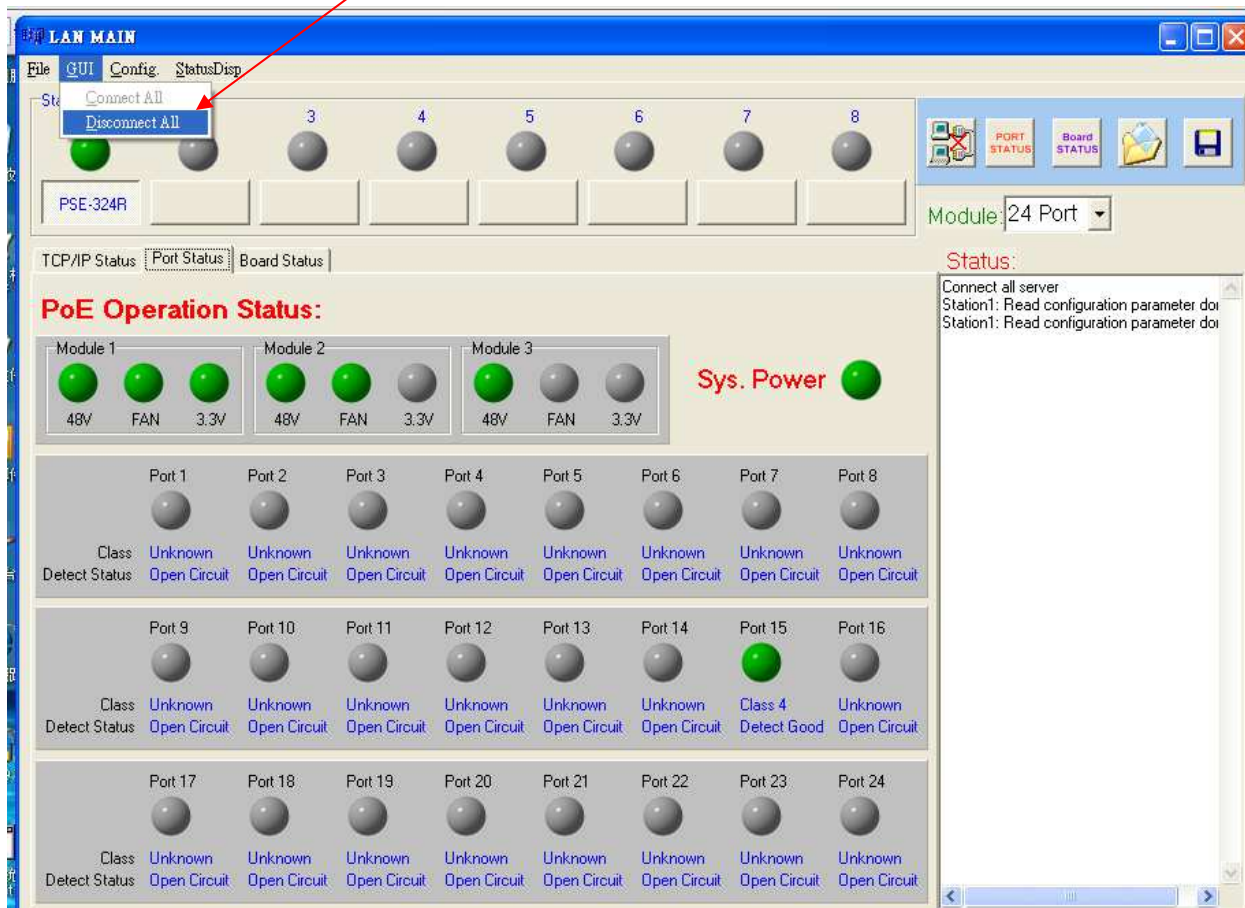 LAN MAIN
File GUI Config. StatusDisp
Connect All
Disconnect All
3 4 5 6 7 8
PORT STATUS
Board STATUS
PSE-324R
Module: 24 Port
TCP/IP Status Port Status Board Status
Status:
Connect all server
Station1: Read configuration parameter
Station1: Read configuration parameter
PoE Operation Status:
Module 1 Module 2 Module 3
Sys. Power
48V FAN 3.3V 48V FAN 3.3V 48V FAN 3.3V
Port 1 Port 2 Port 3 Port 4 Port 5 Port 6 Port 7 Port 8
Class Unknown Unknown Unknown Unknown Unknown Unknown Unknown Unknown
Detect Status Open Circuit Open Circuit Open Circuit Open Circuit Open Circuit Open Circuit Open Circuit Open Circuit
Port 9 Port 10 Port 11 Port 12 Port 13 Port 14 Port 15 Port 16
Class Unknown Unknown Unknown Unknown Unknown Unknown Class 4 Unknown
Detect Status Open Circuit Open Circuit Open Circuit Open Circuit Open Circuit Open Circuit Detect Good Open Circuit
Port 17 Port 18 Port 19 Port 20 Port 21 Port 22 Port 23 Port 24
Class Unknown Unknown Unknown Unknown Unknown Unknown Unknown Unknown
Detect Status Open Circuit Open Circuit Open Circuit Open Circuit Open Circuit Open Circuit Open Circuit Open Circuit